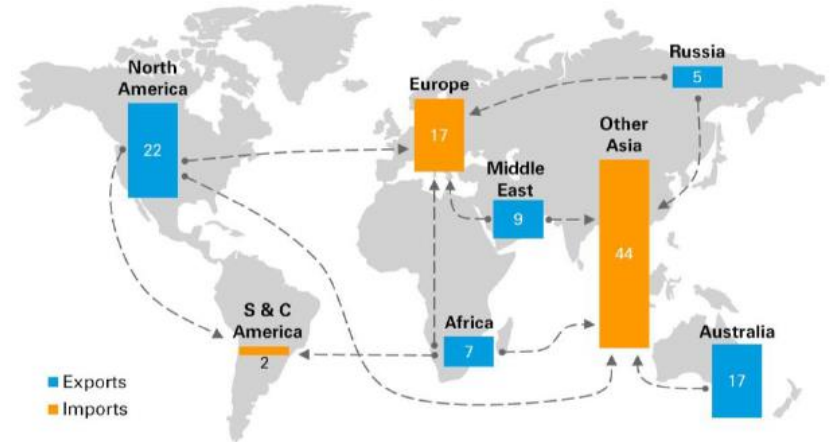 North
America
22
Europe
17
Russia
5
Other
Asia
44
Middle
East
9
S & C
America
2
Africa
7
Australia
17
Exports
Imports